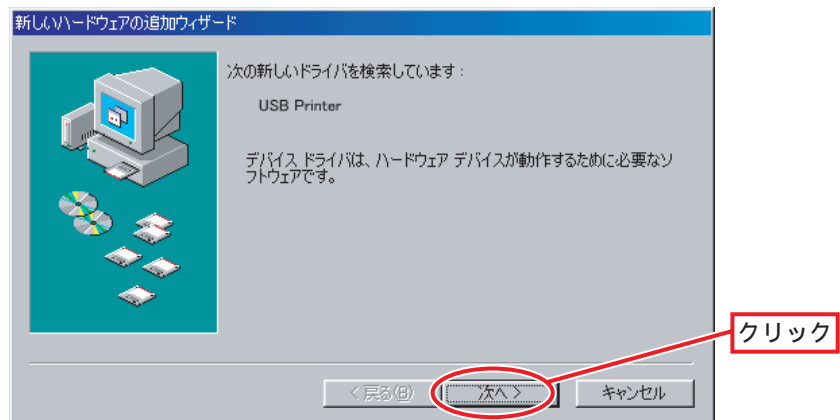 新しいハードウェアの追加ウィザード
次の新しいドライバを検索しています：
USB Printer
デバイス ドライバは、ハードウェア デバイスが動作するために必要なソ
フトウェアです。
クリック
< 戻る(B)
次へ >
キャンセル